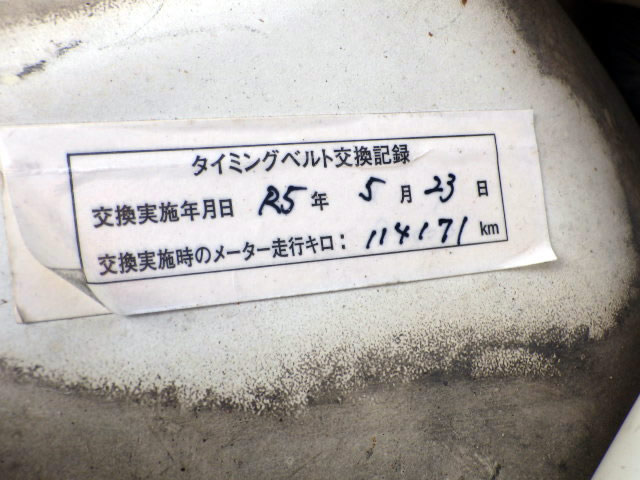 タイミングベルト交換記録
交換実施年月日 R5年 5月23日
交換実施時のメーター走行キロ： 114171 km